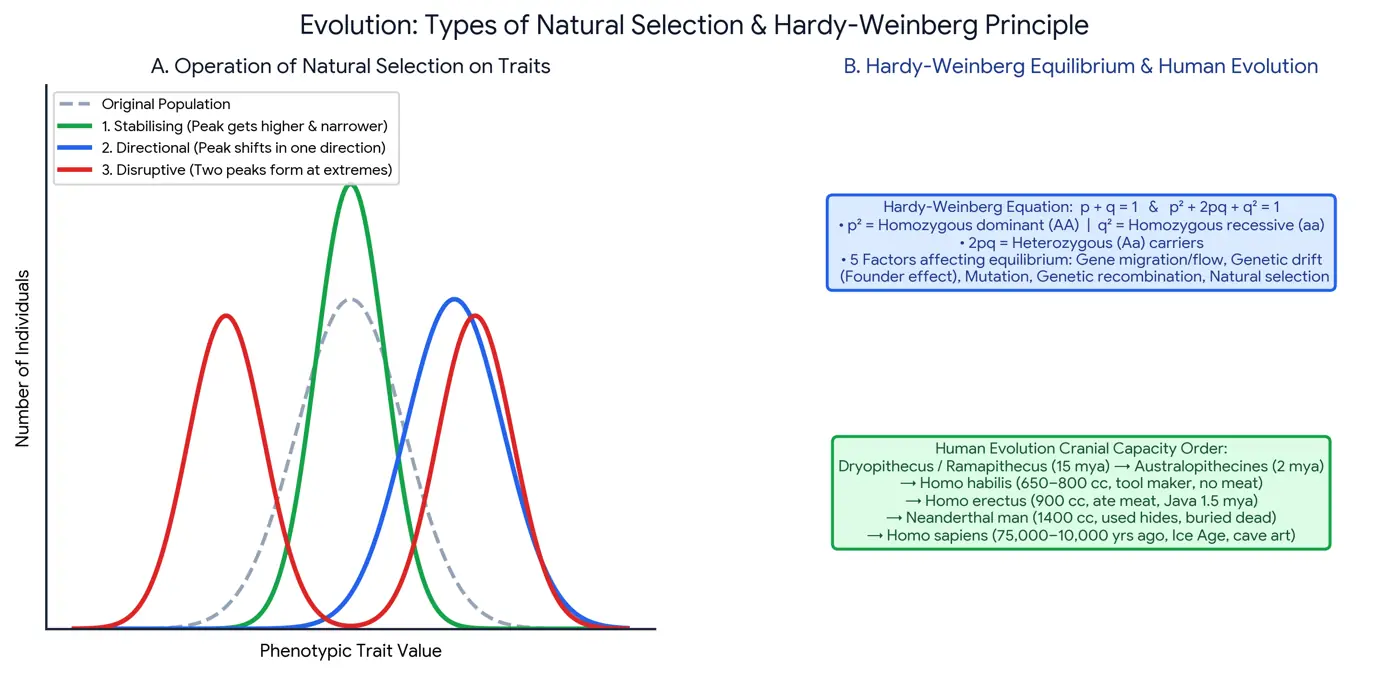 Evolution: Types of Natural Selection & Hardy-Weinberg Principle
A. Operation of Natural Selection on Traits
Original Population
1. Stabilising (Peak gets higher & narrower)
2. Directional (Peak shifts in one direction)
3. Disruptive (Two peaks form at extremes)
Number of Individuals
Phenotypic Trait Value
B. Hardy-Weinberg Equilibrium & Human Evolution
Hardy-Weinberg Equation: p + q = 1 & p² + 2pq + q² = 1
• p² = Homozygous dominant (AA) | q² = Homozygous recessive (aa)
• 2pq = Heterozygous (Aa) carriers
• 5 Factors affecting equilibrium: Gene migration/flow, Genetic drift
(Founder effect), Mutation, Genetic recombination, Natural selection
Human Evolution Cranial Capacity Order:
Dryopithecus / Ramapithecus (15 mya) → Australopithecines (2 mya)
→ Homo habilis (650–800 cc, tool maker, no meat)
→ Homo erectus (900 cc, ate meat, Java 1.5 mya)
→ Neanderthal man (1400 cc, used hides, buried dead)
→ Homo sapiens (75,000–10,000 yrs ago, Ice Age, cave art)